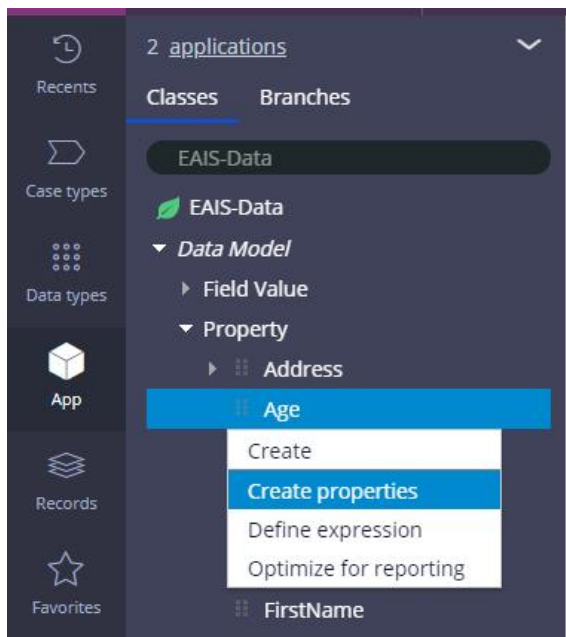 2 applications
Recents
Classes Branches
EAIS-Data
Case types
EAIS-Data
Data Model
Field Value
Data types
Property
Address
App
Age
Create
Create properties
Records
Define expression
Optimize for reporting
Favorites
FirstName